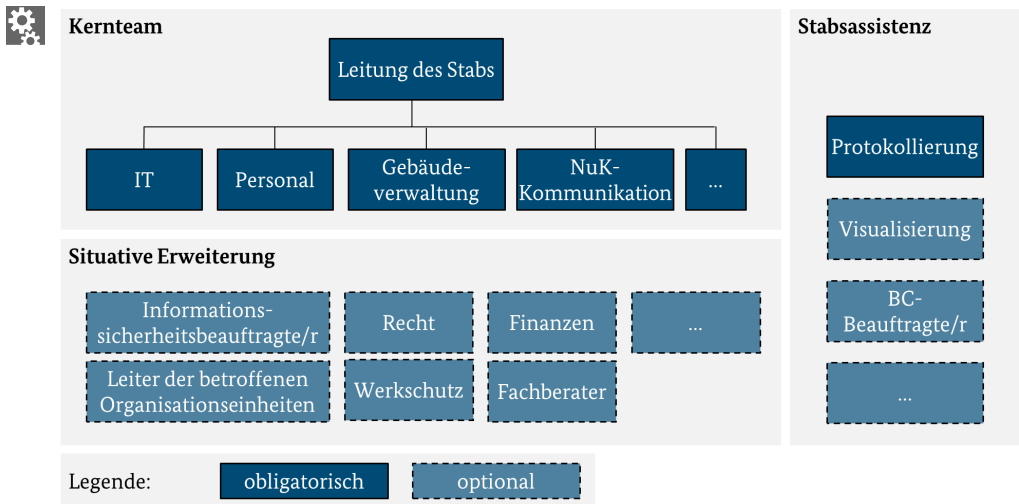 Kernteam
Leitung des Stabs
IT
Personal
Gebäude-
verwaltung
NuK-
Kommunikation
...
Situative Erweiterung
Informations-
sicherheitsbeauftragte/r
Recht
Finanzen
...
Leiter der betroffenen
Organisationseinheiten
Werkschutz
Fachberater
Stabsassistenz
Protokollierung
Visualisierung
BC-
Beauftragte/r
...
Legende:
obligatorisch
optional